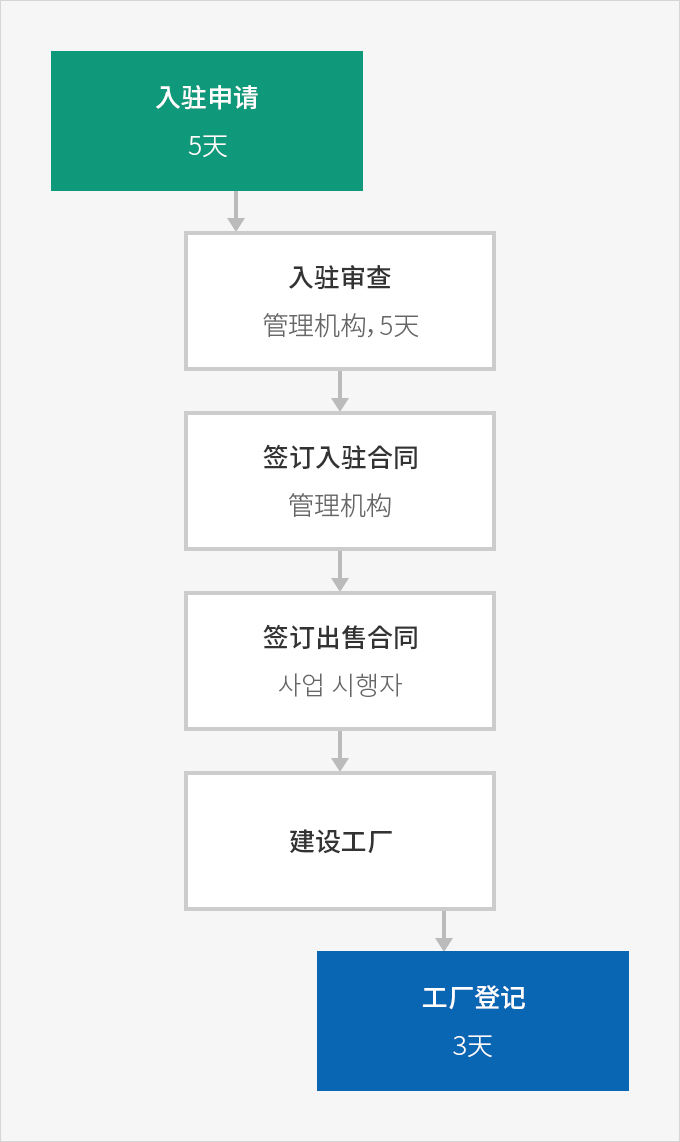 入驻申请
5天
入驻审查
管理机构, 5天
签订入驻合同
管理机构
签订出售合同
사업 시행자
建设工厂
工厂登记
3天